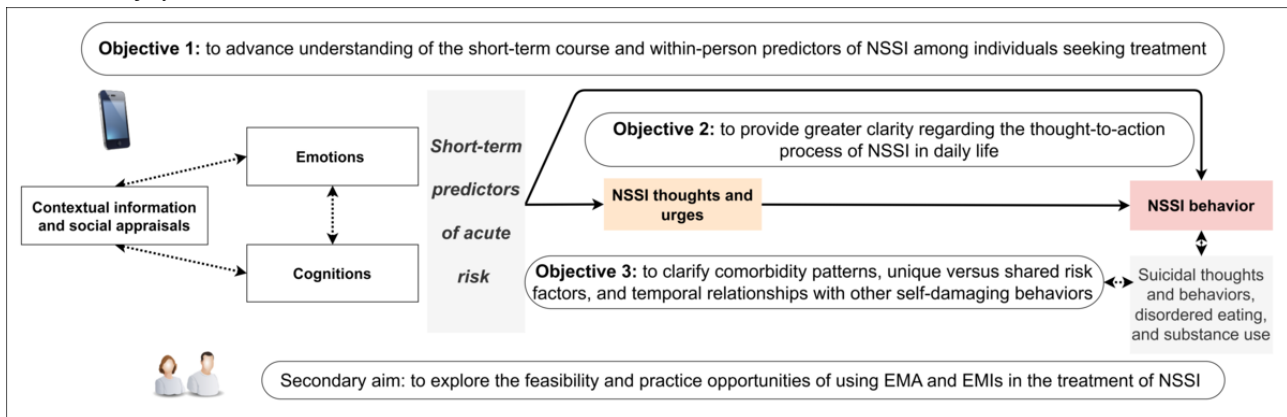 Objective 1: to advance understanding of the short-term course and within-person predictors of NSSI among individuals seeking treatment
Objective 2: to provide greater clarity regarding the thought-to-action
process of NSSI in daily life
Emotions
Short-term
predictors
of acute
risk
Contextual information
and social appraisals
NSSI thoughts and
urges
NSSI behavior
Cognitions
Objective 3: to clarify comorbidity patterns, unique versus shared risk
factors, and temporal relationships with other self-damaging behaviors
Suicidal thoughts
and behaviors,
disordered eating,
and substance use
Secondary aim: to explore the feasibility and practice opportunities of using EMA and EMIs in the treatment of NSSI